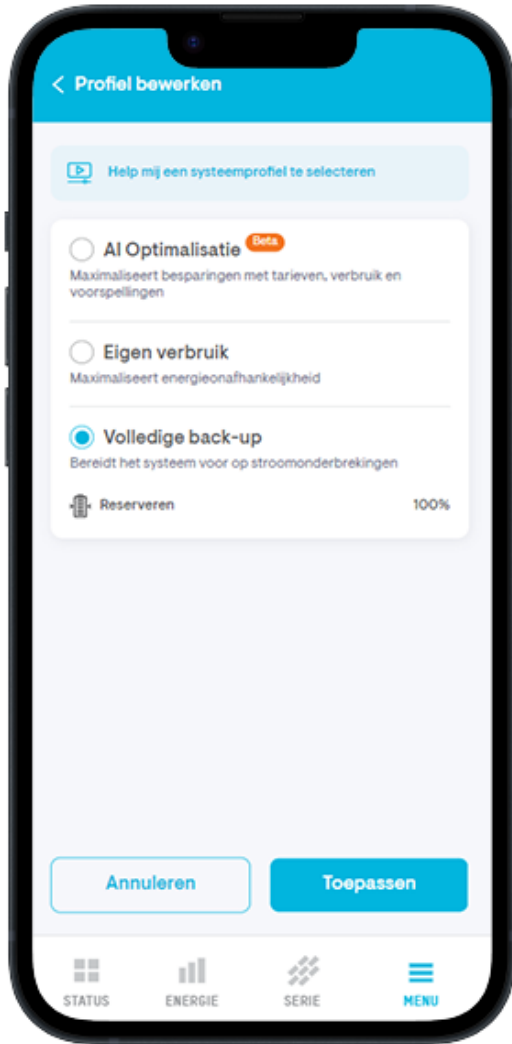 Profiel bewerken
Help mij een systeemprofiel te selecteren
AI Optimalisatie Beta
Maximaliseert besparingen met tarieven, verbruik en
voorspellingen
Eigen verbruik
Maximaliseert energieonafhankelijkheid
Volledige back-up
Bereidt het systeem voor op stroomonderbrekingen
Reserveren 100%
Annuleren Toepassen
STATUS ENERGIE SERIE MENU